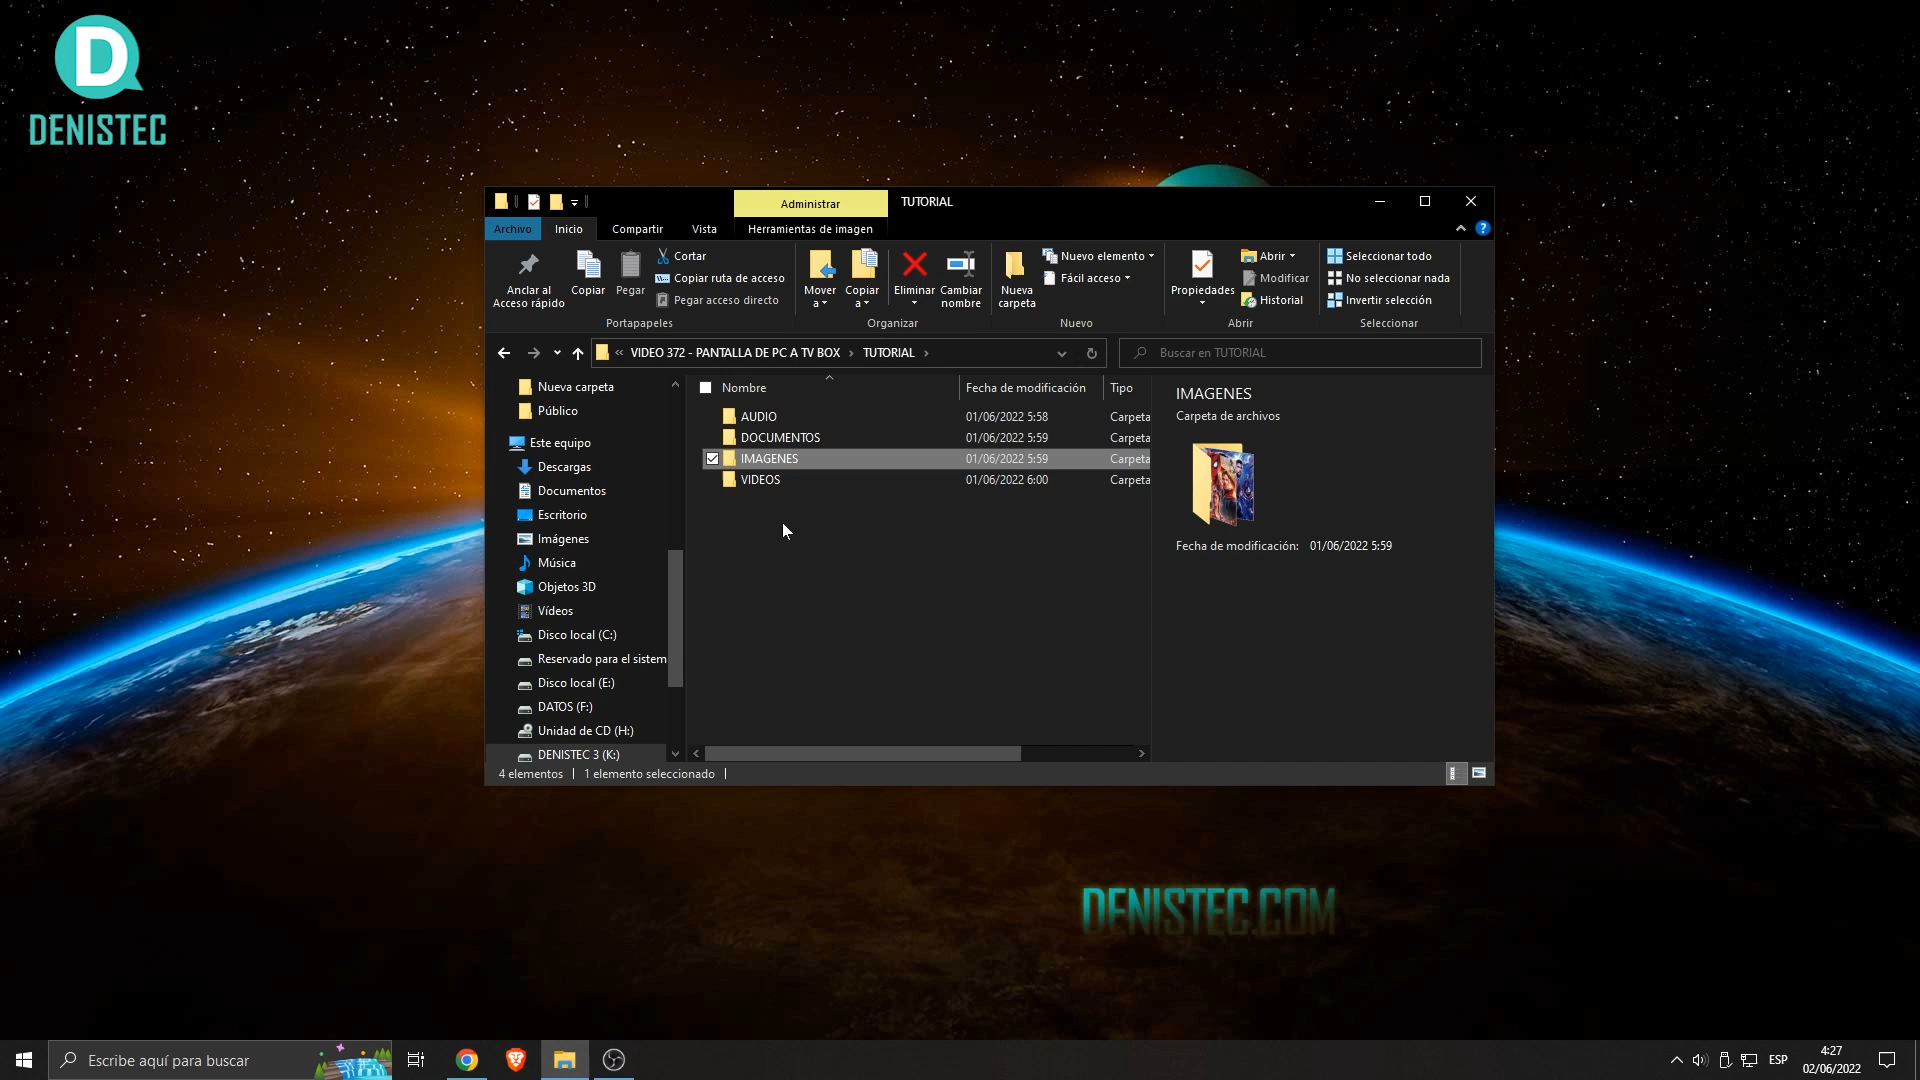 DENISTEC
Administrar
TUTORIAL
Archivo
Inicio
Compartir
Vista
Herramientas de imagen
Anclar al
Acceso rápido
Copiar
Pegar
Cortar
Copiar ruta de acceso
Pegar acceso directo
Portapapeles
Mover
a
Copiar
a
Eliminar
Cambiar
nombre
Organizar
Nueva
carpeta
Nuevo elemento
Fácil acceso
Nuevo
Propiedades
Abrir
Modificar
Historial
Abrir
Seleccionar todo
No seleccionar nada
Invertir selección
Seleccionar
« VIDEO 372 - PANTALLA DE PC A TV BOX › TUTORIAL ›
Buscar en TUTORIAL
Nueva carpeta
Público
Este equipo
Descargas
Documentos
Escritorio
Imágenes
Música
Objetos 3D
Vídeos
Disco local (C:)
Reservado para el sistem
Disco local (E:)
DATOS (F:)
Unidad de CD (H:)
DENISTEC 3 (K:)
Nombre Fecha de modificación Tipo
AUDIO 01/06/2022 5:58 Carpeta
DOCUMENTOS 01/06/2022 5:59 Carpeta
IMAGENES 01/06/2022 5:59 Carpeta
VIDEOS 01/06/2022 6:00 Carpeta
IMAGENES
Carpeta de archivos
Fecha de modificación: 01/06/2022 5:59
4 elementos
1 elemento seleccionado
DENISTEC.COM
Escribe aquí para buscar
ESP
4:27
02/06/2022